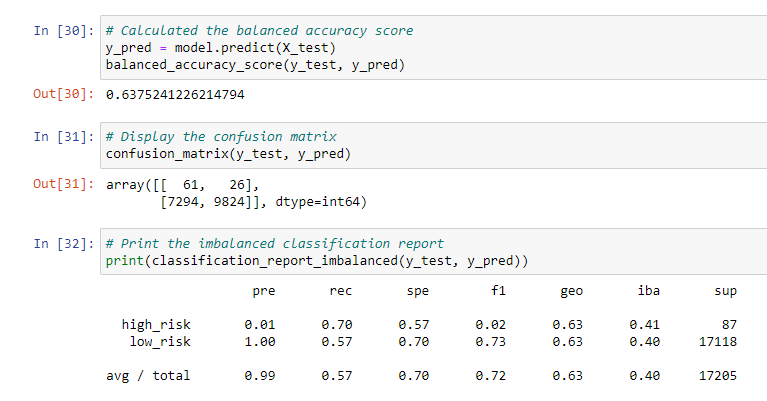 In [30]: # Calculated the balanced accuracy score
y_pred = model.predict(X_test)
balanced_accuracy_score(y_test, y_pred)
Out[30]: 0.6375241226214794
In [31]: # Display the confusion matrix
confusion_matrix(y_test, y_pred)
Out[31]: array([[  61,   26],
       [7294, 9824]], dtype=int64)
In [32]: # Print the imbalanced classification report
print(classification_report_imbalanced(y_test, y_pred))
pre rec spe f1 geo iba sup
high_risk 0.01 0.70 0.57 0.02 0.63 0.41 87
low_risk 1.00 0.57 0.70 0.73 0.63 0.40 17118
avg / total 0.99 0.57 0.70 0.72 0.63 0.40 17205